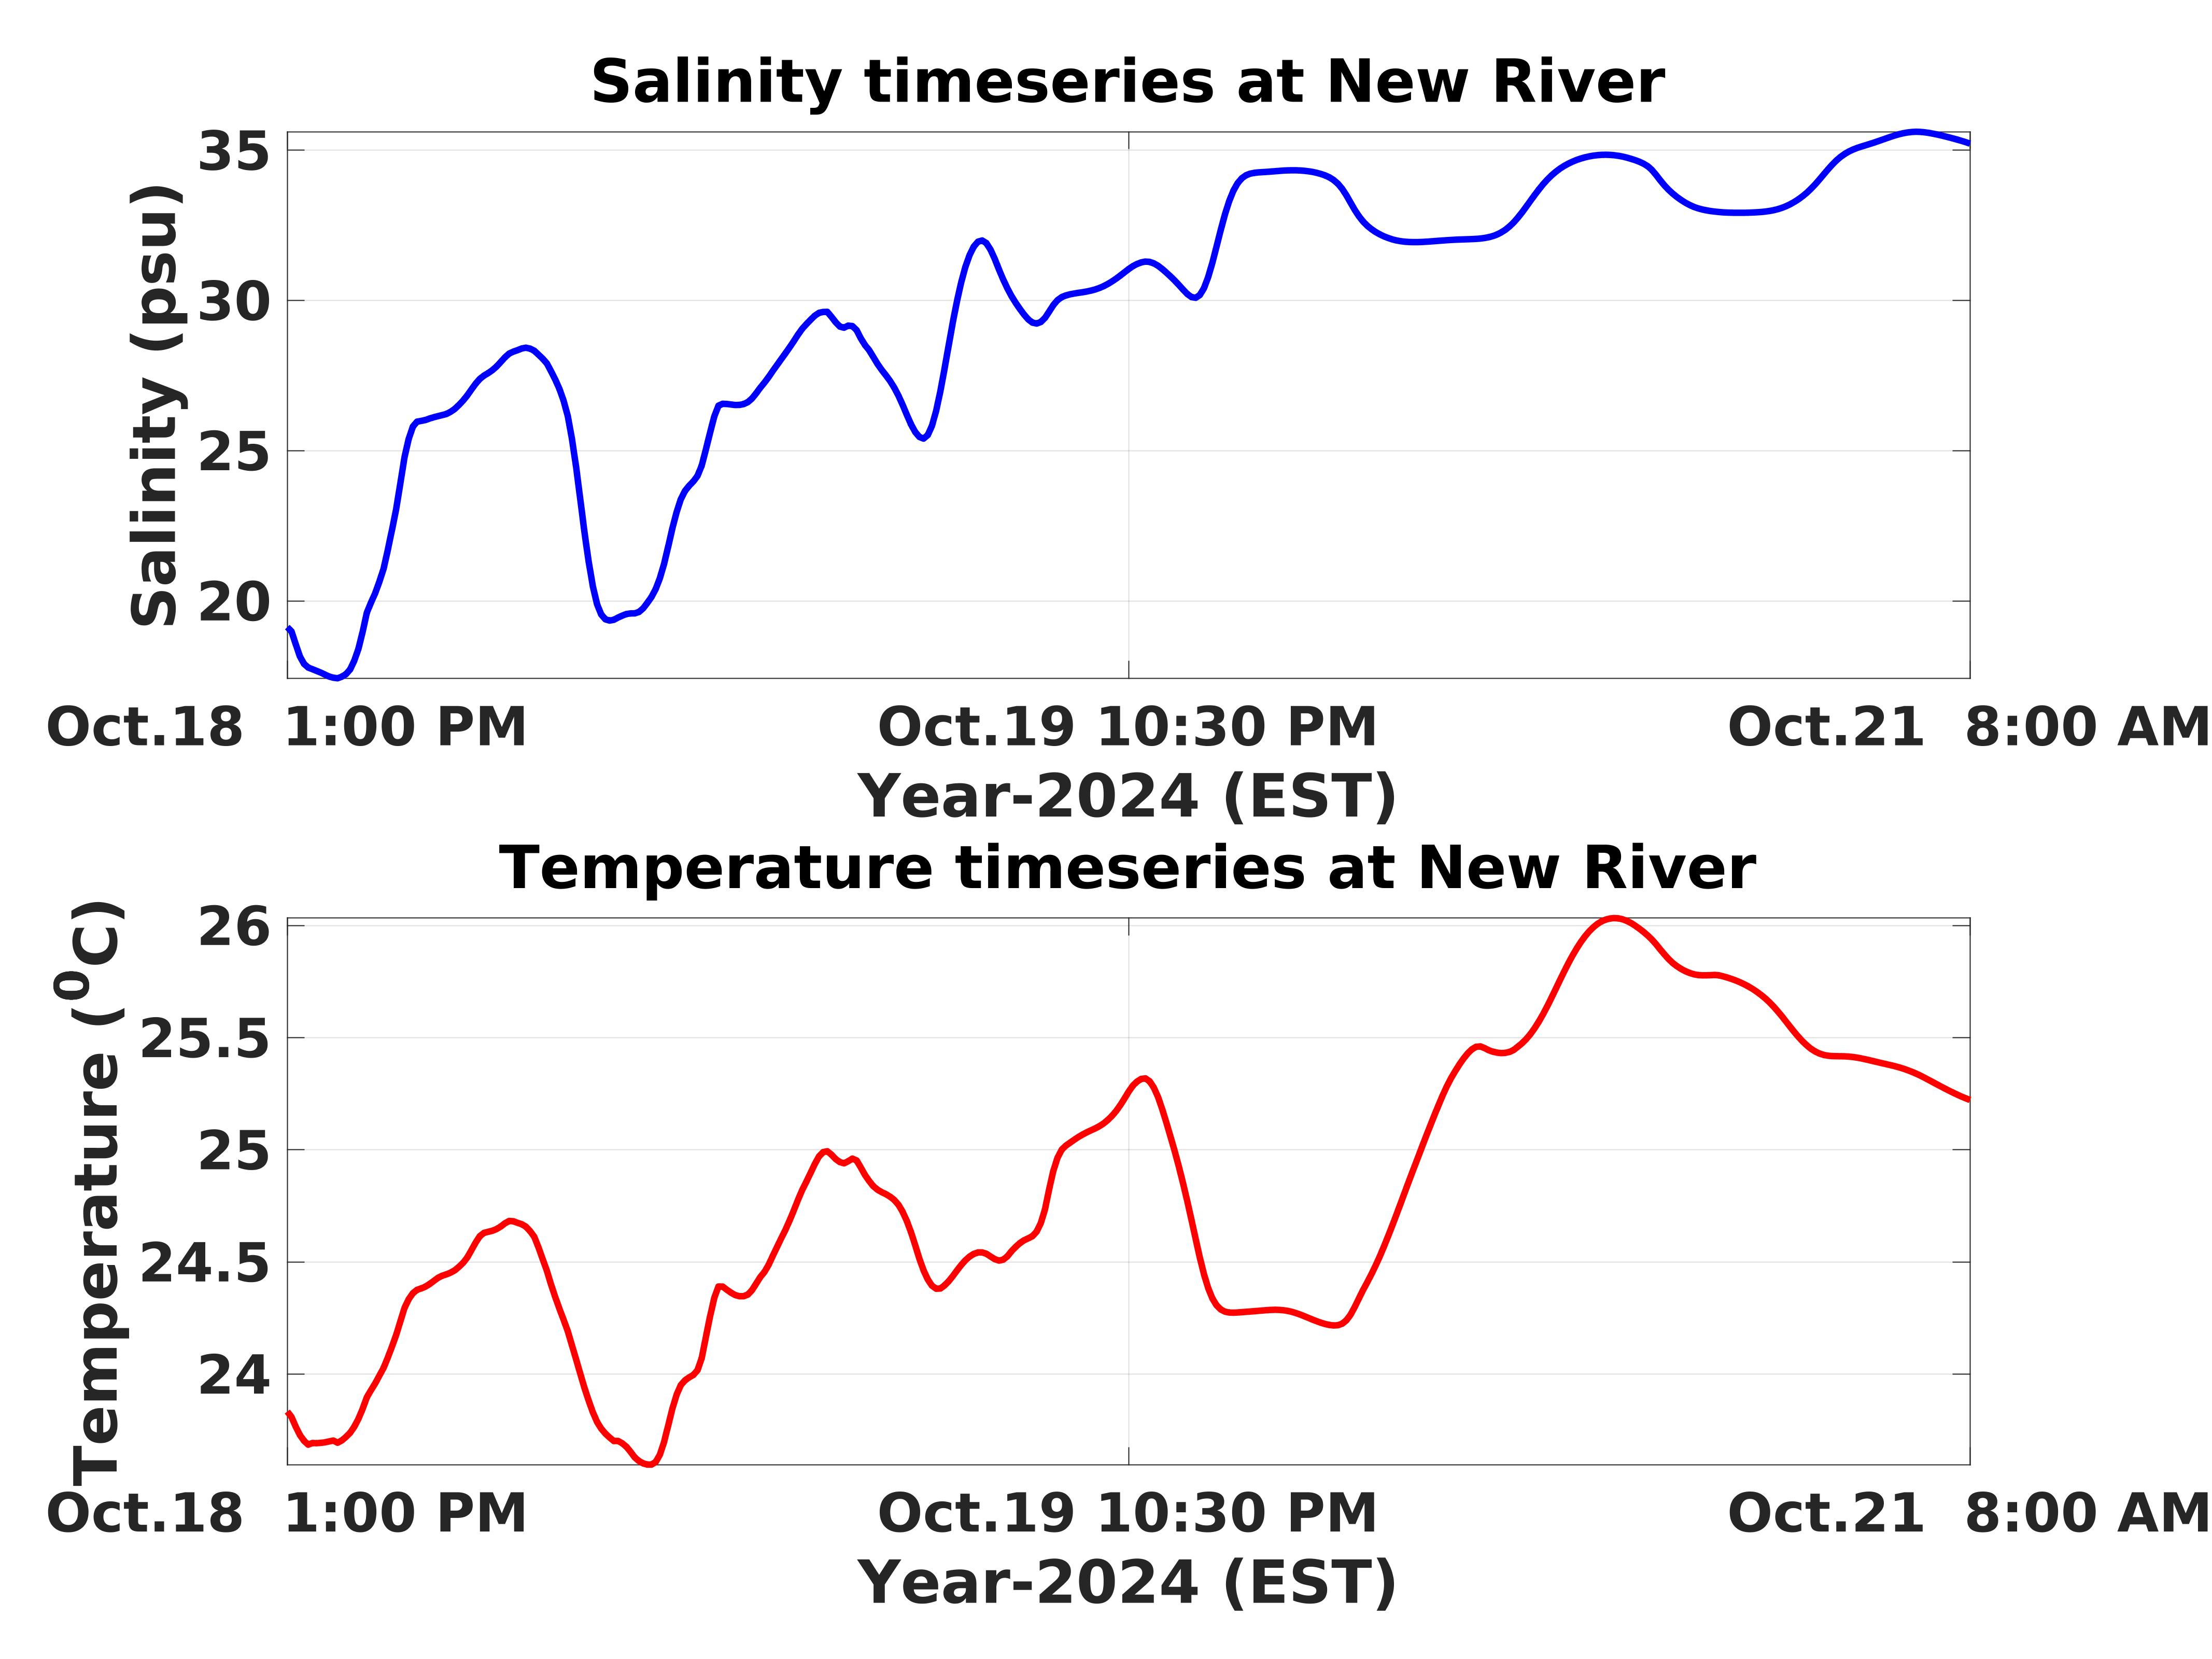 Salinity timeseries at New River
35
30
25
20
Salinity (psu)
Oct.18  1:00 PM
Oct.19 10:30 PM
Oct.21  8:00 AM
Year-2024 (EST)
Temperature timeseries at New River
26
25.5
25
24.5
24
Temperature (⁰C)
Oct.18  1:00 PM
Oct.19 10:30 PM
Oct.21  8:00 AM
Year-2024 (EST)